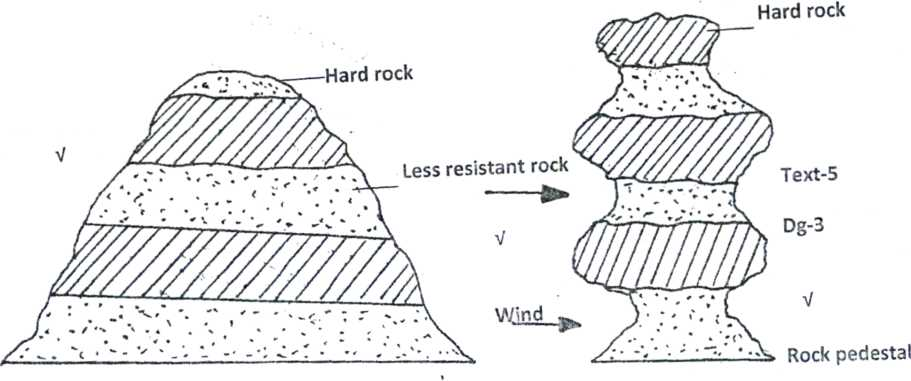 Hard rock
Hard rock
√
Less resistant rock
Text-5
Dg-3
√
√
Wind
Rock pedestal